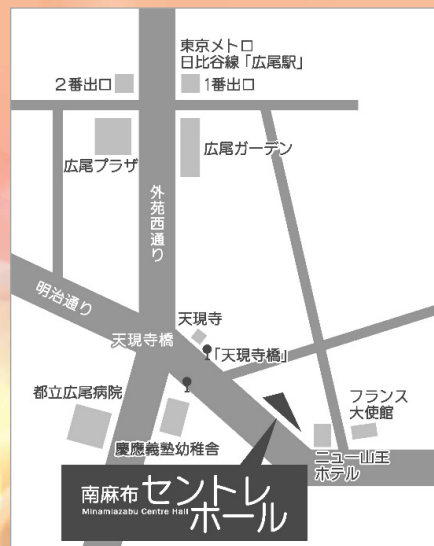 東京メトロ
日比谷線「広尾駅」
2番出口
1番出口
広尾プラザ
広尾ガーデン
外苑西通り
明治通り
天現寺
天現寺橋
「天現寺橋」
都立広尾病院
慶應義塾幼稚舎
フランス
大使館
ニュー山王
ホテル
南麻布セントレ
Minamiazabu Centre Hall
ホール